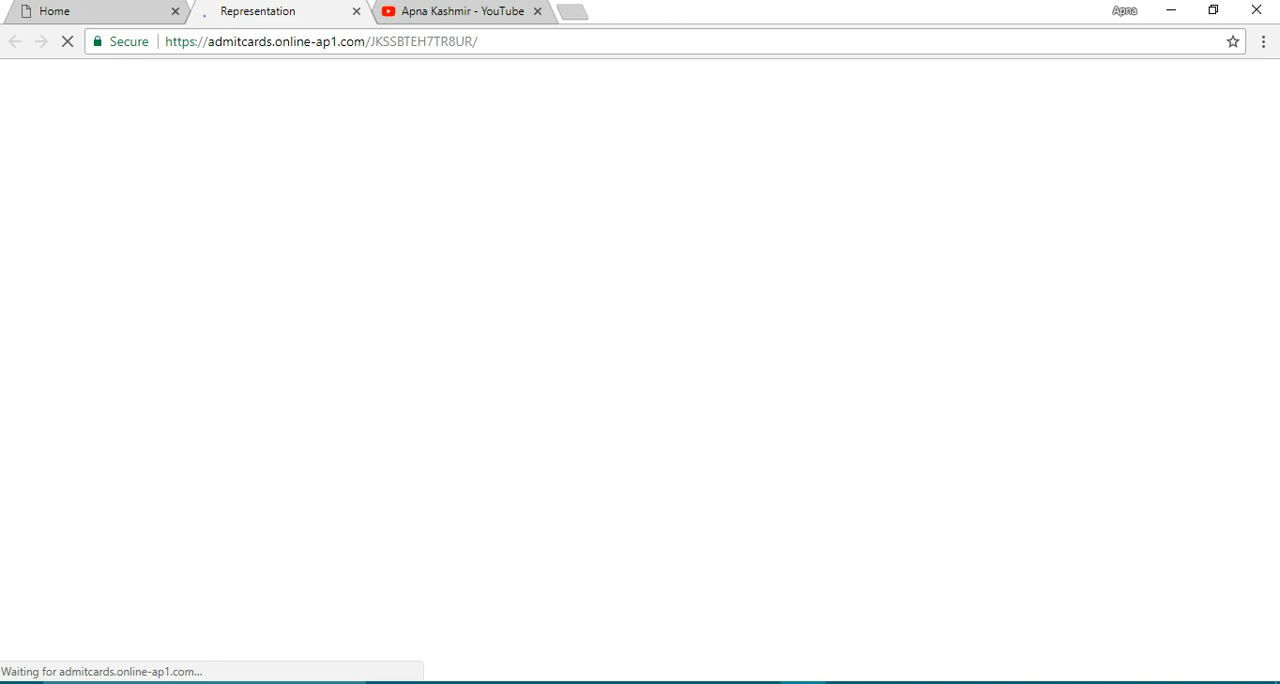 Home
Representation
Apna Kashmir - YouTube
Apna
Secure
https://admitcards.online-ap1.com/JKSSBTEH7TR8UR/
Waiting for admitcards.online-ap1.com...